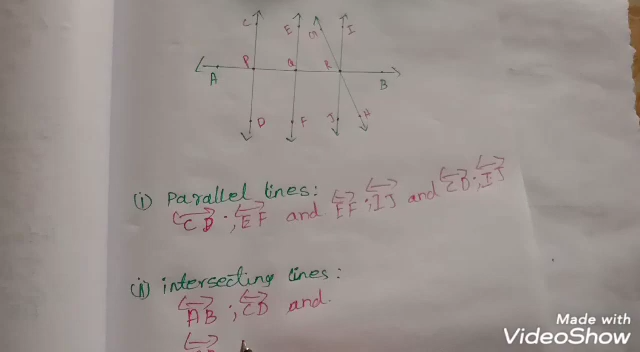 C E G I
P Q R
A B
D F J H
(i) Parallel lines:
CD ; EF and EF ; IJ and CD ; IJ
(ii) intersecting lines:
AB ; CD and
Made with
VideoShow